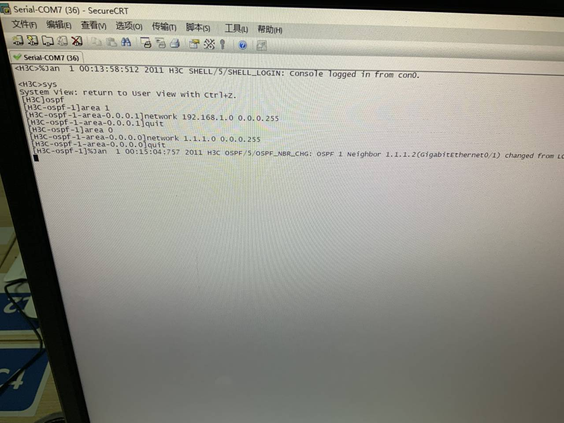 Serial-COM7 (36) - SecureCRT
文件(F) 编辑(E) 查看(V) 选项(O) 传输(T) 脚本(S) 工具(L) 帮助(H)
Serial-COM7 (36)
<H3C>%Jan 1 00:13:58:512 2011 H3C SHELL/5/SHELL_LOGIN: Console logged in from con0.
<H3C>sys
System View: return to User View with Ctrl+Z.
[H3C]ospf
[H3C-ospf-1]area 1
[H3C-ospf-1-area-0.0.0.1]network 192.168.1.0 0.0.0.255
[H3C-ospf-1-area-0.0.0.1]quit
[H3C-ospf-1]area 0
[H3C-ospf-1-area-0.0.0.0]network 1.1.1.0 0.0.0.255
[H3C-ospf-1-area-0.0.0.0]quit
[H3C-ospf-1]%Jan 1 00:15:04:757 2011 H3C OSPF/5/OSPF_NBR_CHG: OSPF 1 Neighbor 1.1.1.2(GigabitEthernet0/1) changed from